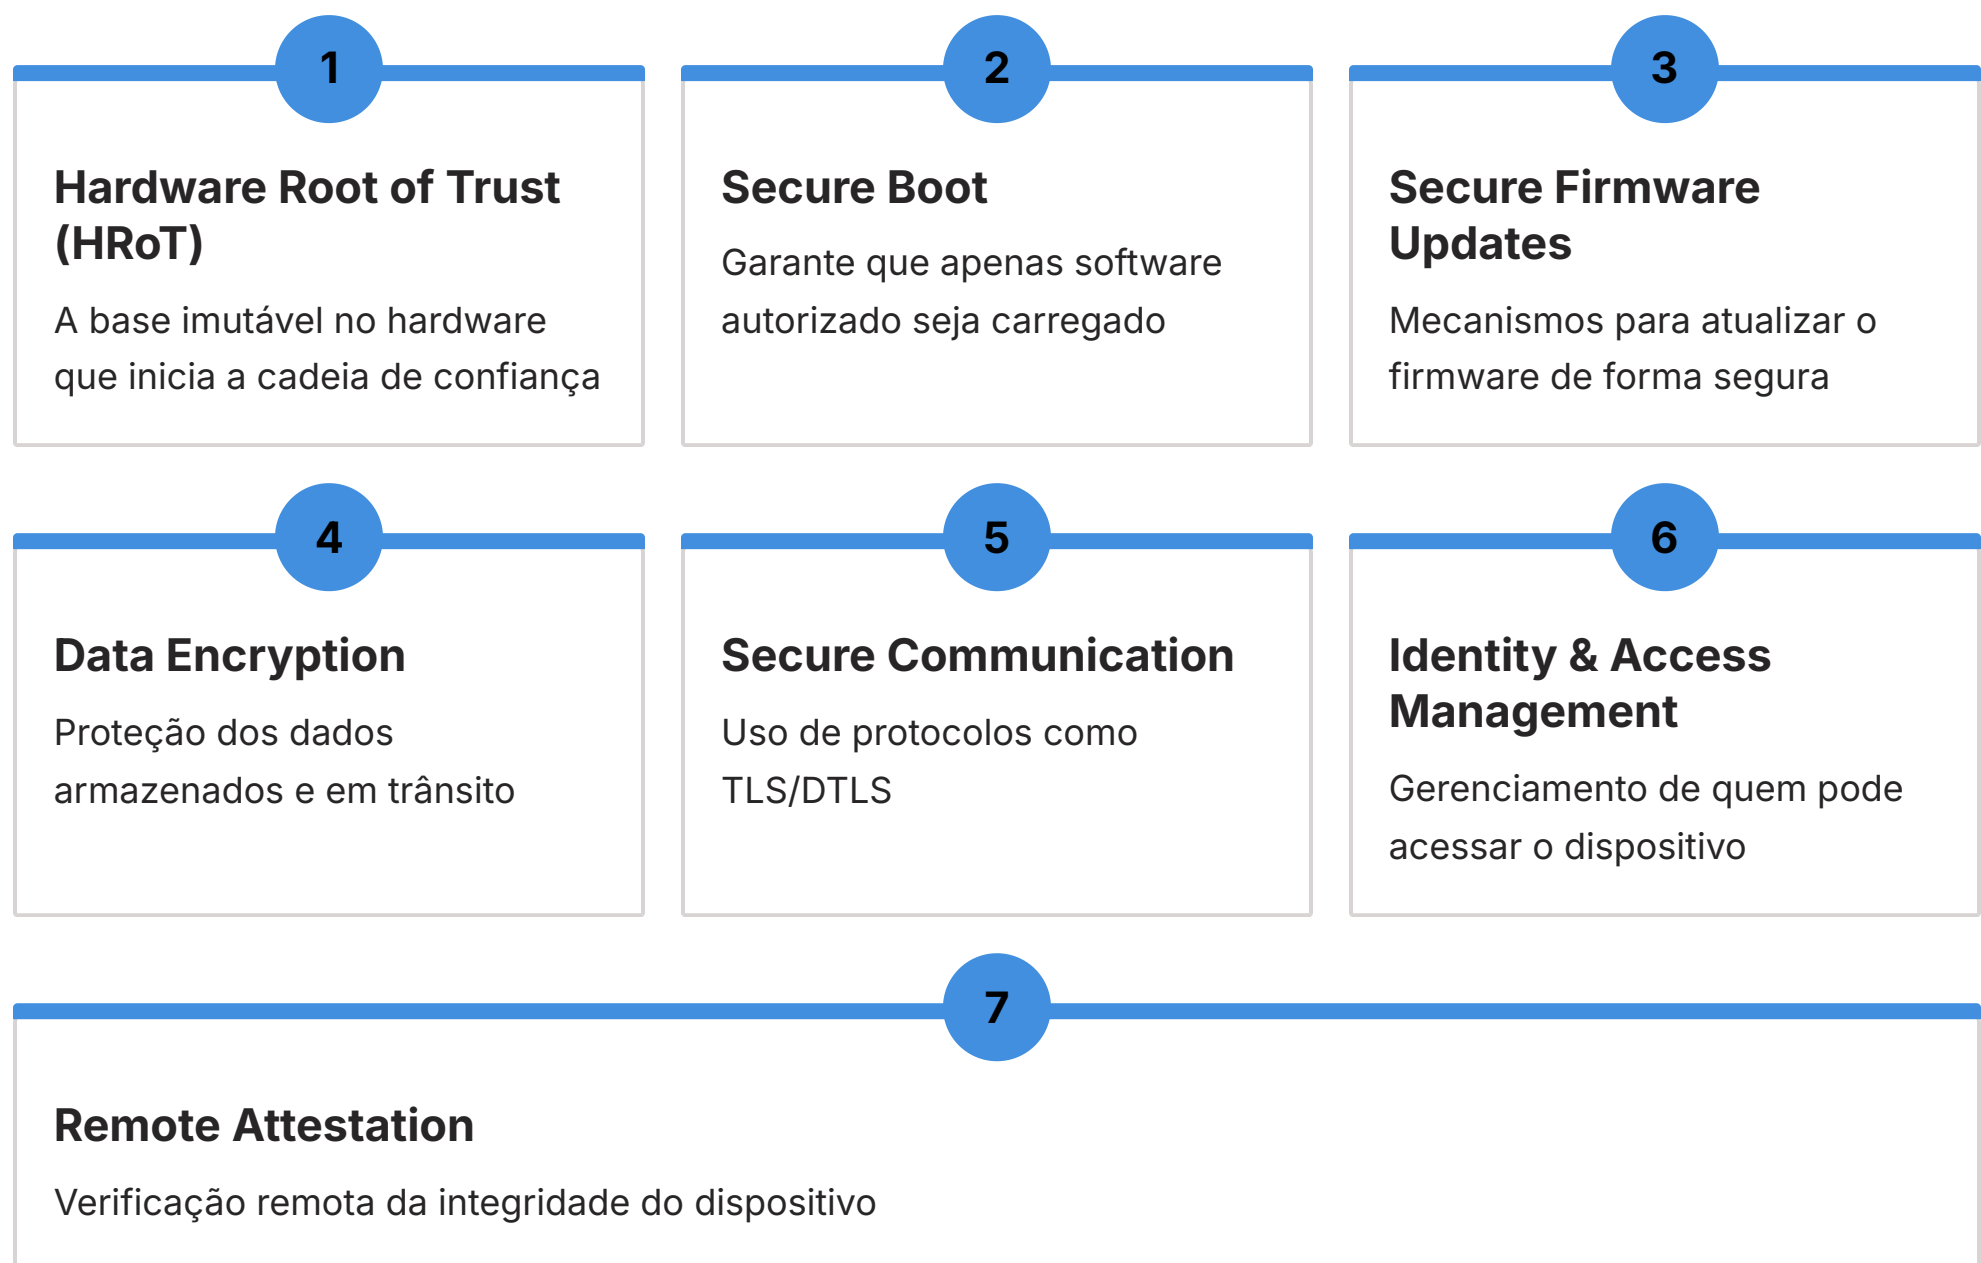 1
Hardware Root of Trust
(HRoT)
A base imutável no hardware
que inicia a cadeia de confiança
2
Secure Boot
Garante que apenas software
autorizado seja carregado
3
Secure Firmware
Updates
Mecanismos para atualizar o
firmware de forma segura
4
Data Encryption
Proteção dos dados
armazenados e em trânsito
5
Secure Communication
Uso de protocolos como
TLS/DTLS
6
Identity & Access
Management
Gerenciamento de quem pode
acessar o dispositivo
7
Remote Attestation
Verificação remota da integridade do dispositivo